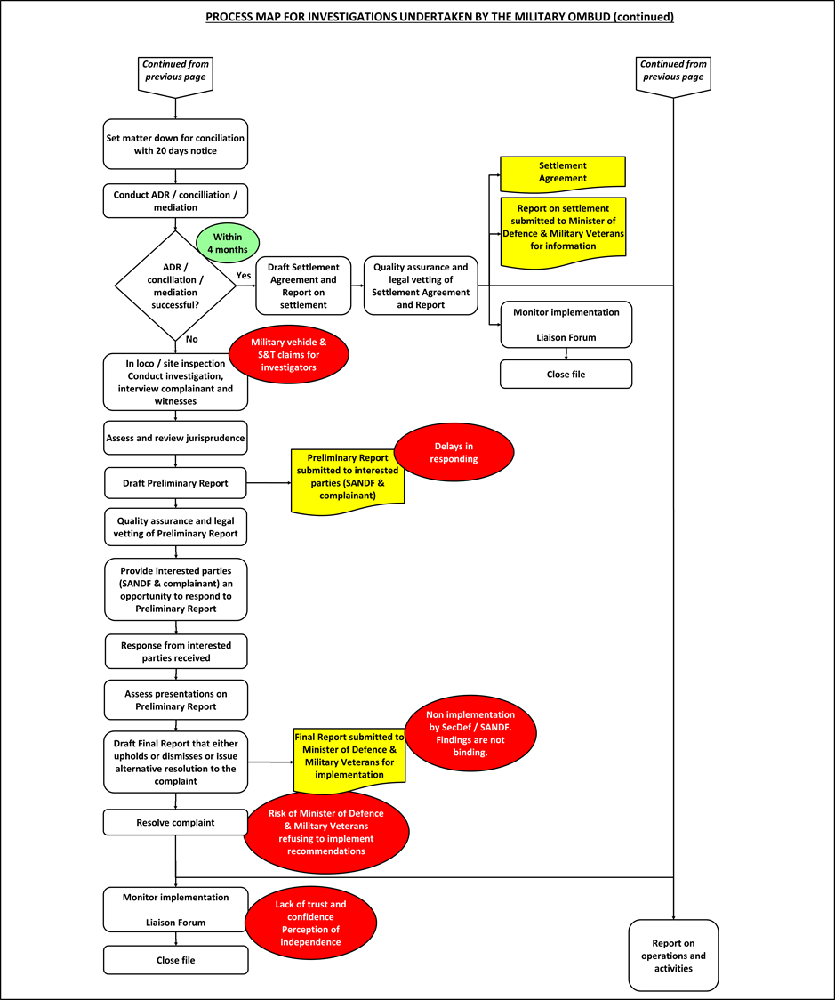 PROCESS MAP FOR INVESTIGATIONS UNDERTAKEN BY THE MILITARY OMBUD (continued)
Continued from
previous page
Continued from
previous page
Set matter down for conciliation
with 20 days notice
Conduct ADR / concilliation /
mediation
Within
4 months
ADR /
conciliation /
mediation
successful?
Yes
No
Draft Settlement
Agreement and
Report on
settlement
Quality assurance and
legal vetting of
Settlement Agreement
and Report
Settlement
Agreement
Report on settlement
submitted to Minister of
Defence & Military Veterans
for information
Monitor implementation
Liaison Forum
Close file
Military vehicle &
S&T claims for
investigators
In loco / site inspection
Conduct investigation,
interview complainant and
witnesses
Assess and review jurisprudence
Draft Preliminary Report
Preliminary Report
submitted to interested
parties (SANDF &
complainant)
Delays in
responding
Quality assurance and legal
vetting of Preliminary Report
Provide interested parties
(SANDF & complainant) an
opportunity to respond to
Preliminary Report
Response from interested
parties received
Assess presentations on
Preliminary Report
Draft Final Report that either
upholds or dismisses or issue
alternative resolution to the
complaint
Final Report submitted to
Minister of Defence &
Military Veterans for
implementation
Non implementation
by SecDef / SANDF.
Findings are not
binding.
Resolve complaint
Risk of Minister of Defence
& Military Veterans
refusing to implement
recommendations
Monitor implementation
Liaison Forum
Lack of trust and
confidence
Perception of
independence
Close file
Report on
operations and
activities